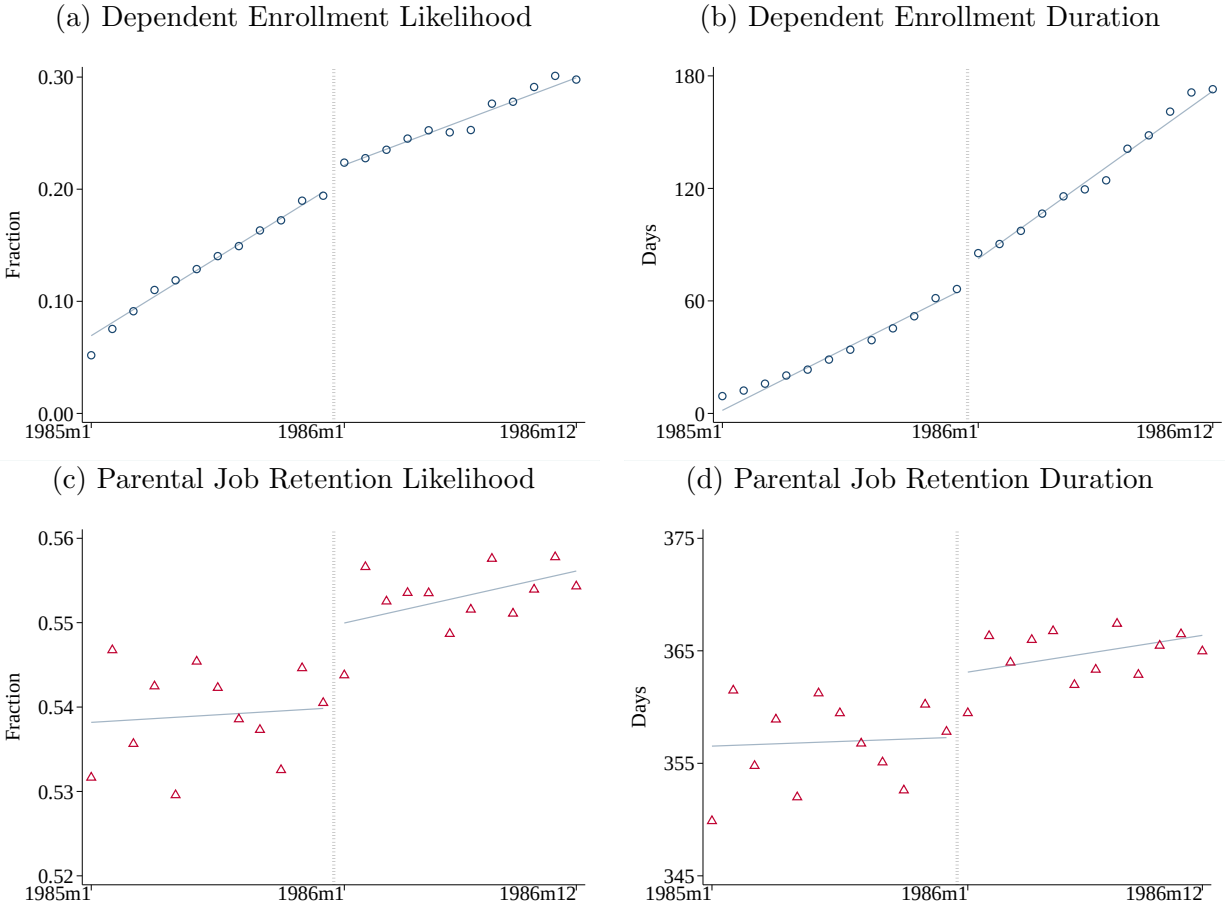 (a) Dependent Enrollment Likelihood
0.30
0.20
0.10
0.00
Fraction
1985m1
1986m1
1986m12
(b) Dependent Enrollment Duration
180
120
60
0
Days
1985m1
1986m1
1986m12
(c) Parental Job Retention Likelihood
0.56
0.55
0.54
0.53
0.52
Fraction
1985m1
1986m1
1986m12
(d) Parental Job Retention Duration
375
365
355
345
Days
1985m1
1986m1
1986m12